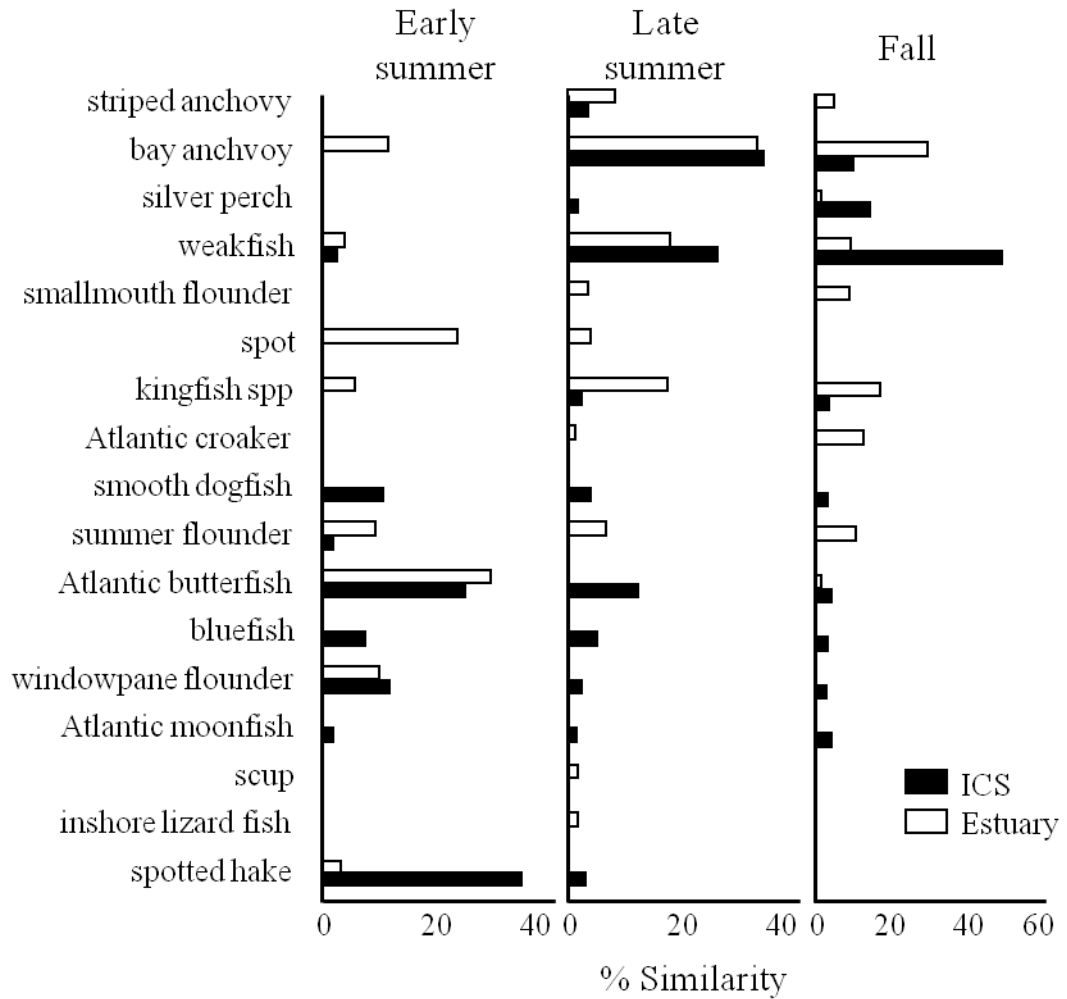 Early
summer
Late
summer
Fall
striped anchovy
bay anchvoy
silver perch
weakfish
smallmouth flounder
spot
kingfish spp
Atlantic croaker
smooth dogfish
summer flounder
Atlantic butterfish
bluefish
windowpane flounder
Atlantic moonfish
scup
inshore lizard fish
spotted hake
ICS
Estuary
0 20 40 0 20 40 0 20 40 60
% Similarity